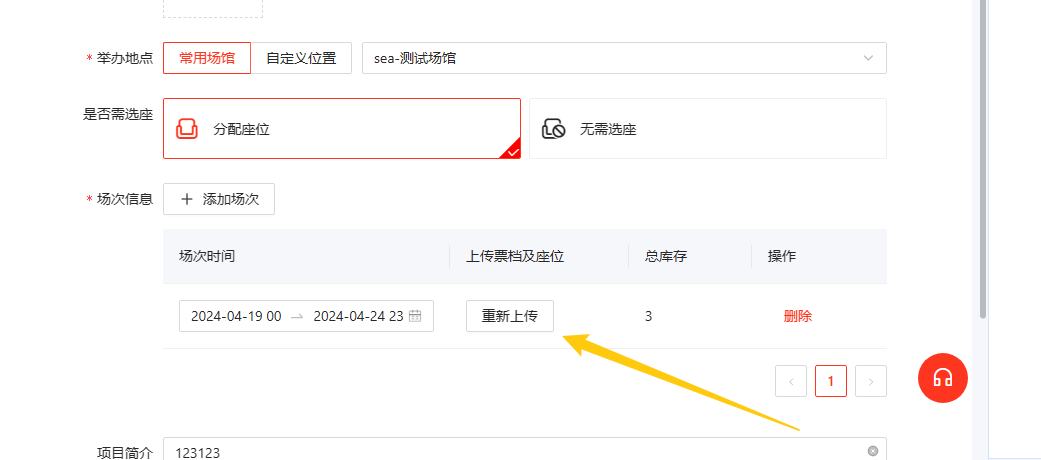 * 举办地点 常用场馆 自定义位置 sea-测试场馆
是否需选座 分配座位 无需选座
* 场次信息 + 添加场次
场次时间 上传票档及座位 总库存 操作
2024-04-19 00 → 2024-04-24 23 重新上传 3 删除
< 1 >
项目简介 123123